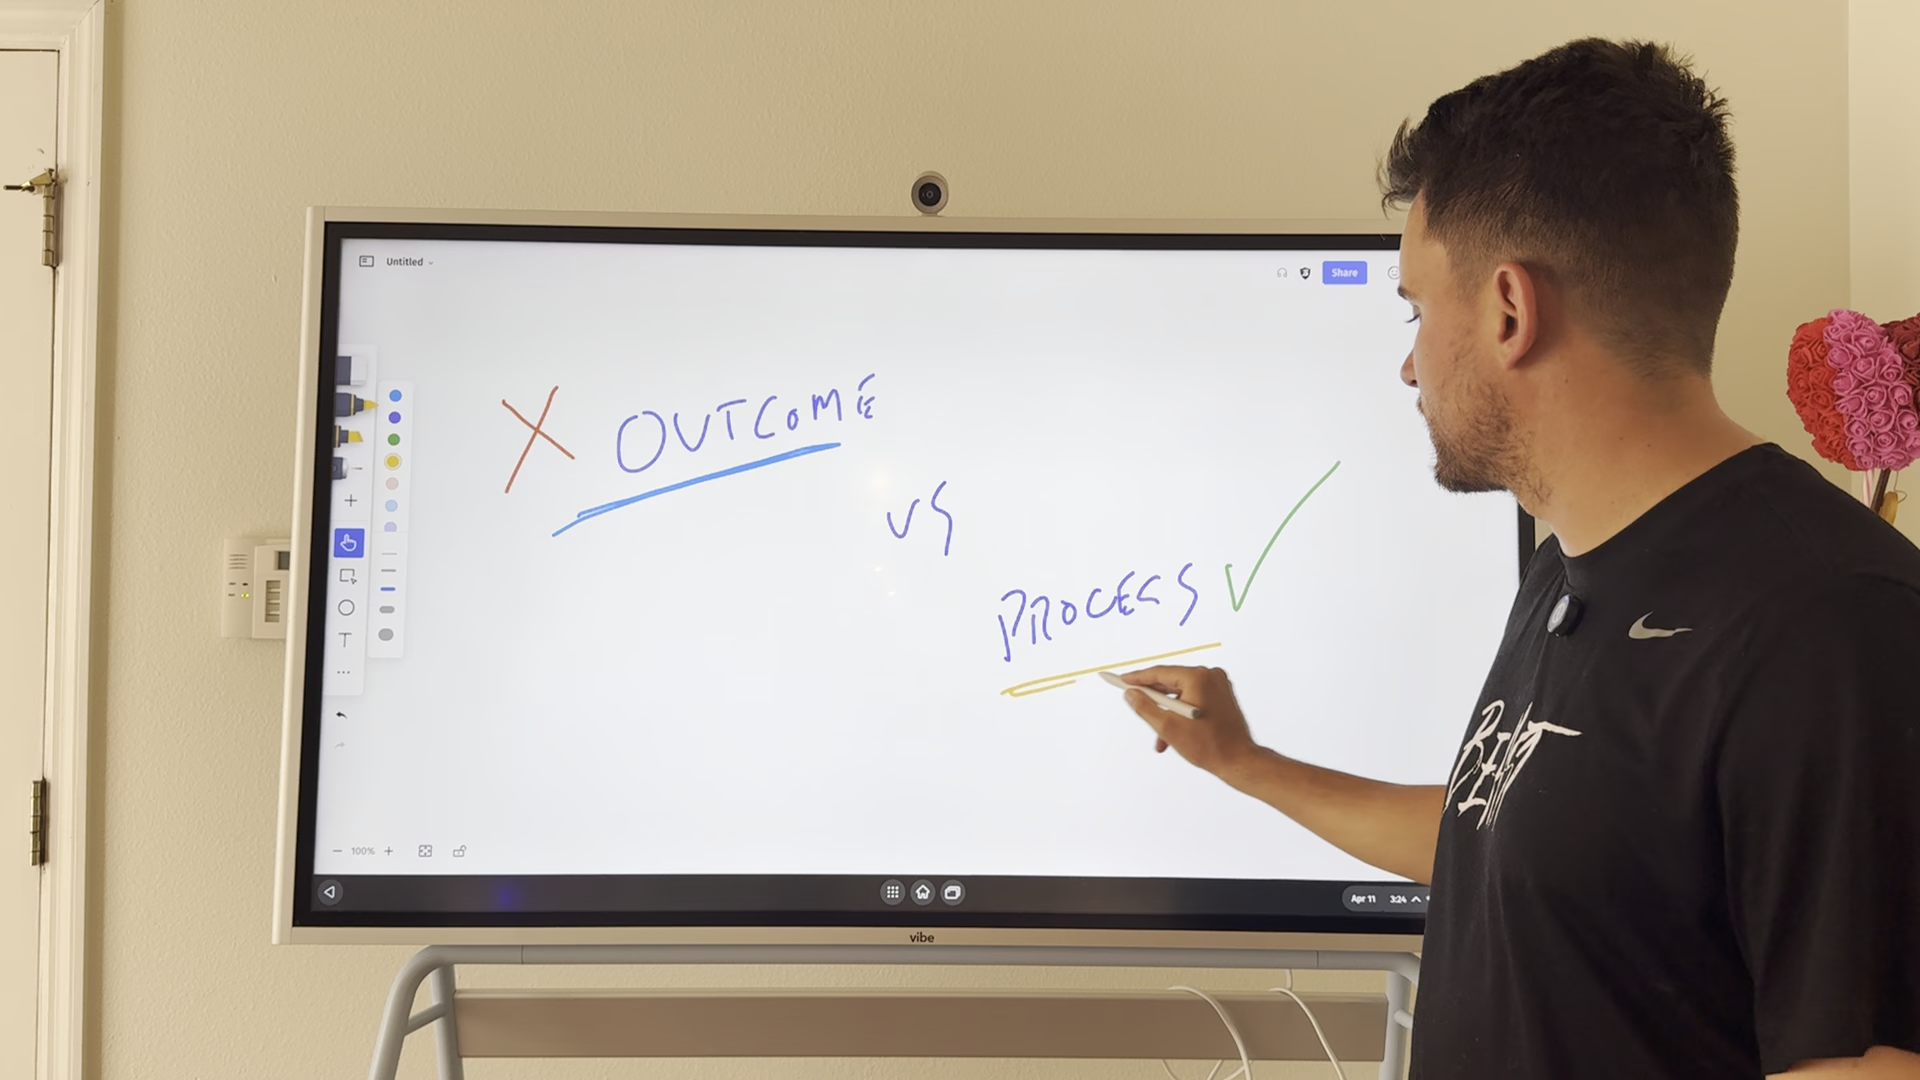 Untitled
Share
X OUTCOME
VS
PROCESS
T
100%
Apr 11 3:24
vibe